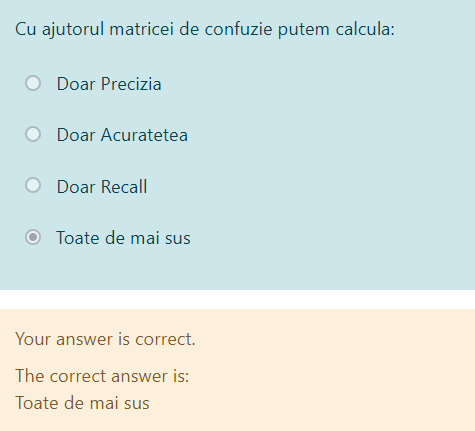 Cu ajutorul matricei de confuzie putem calcula:
Doar Precizia
Doar Acuratetea
Doar Recall
Toate de mai sus
Your answer is correct.
The correct answer is:
Toate de mai sus